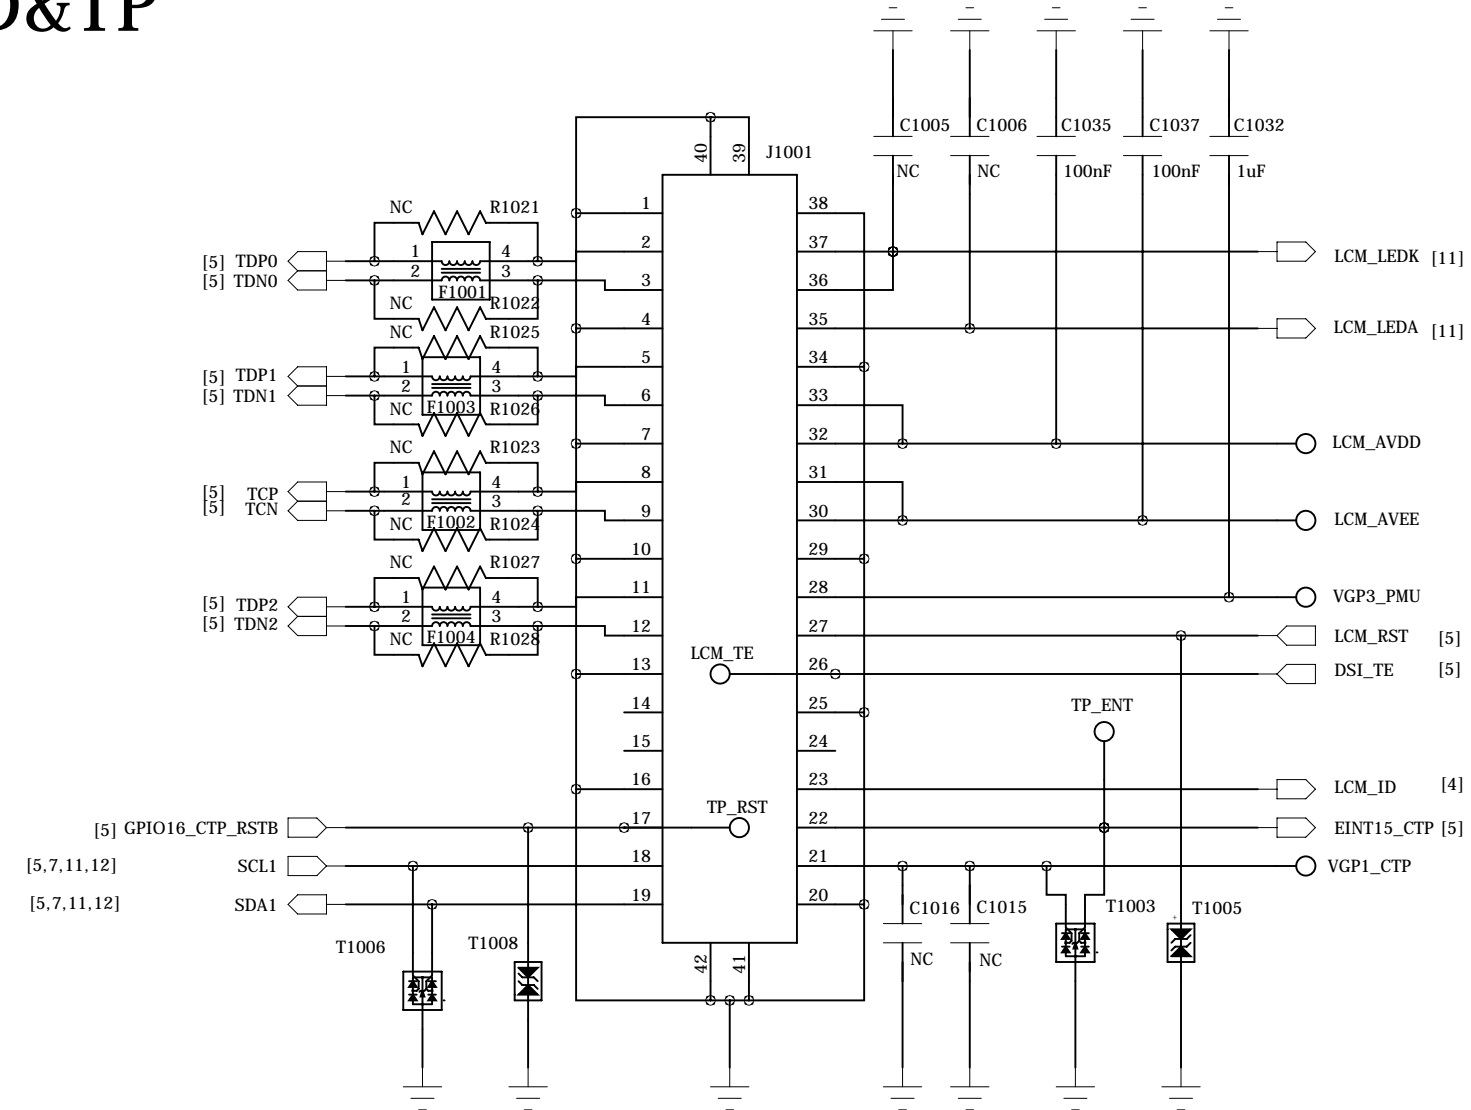 D&TP
C1005
C1006
C1035
C1037
C1032
NC
NC
100nF
100nF
1uF
40
39
J1001
NC
R1021
[5] TDP0
1
4
[5] TDN0
2
3
F1001
NC
R1022
NC
R1025
[5] TDP1
1
4
[5] TDN1
2
3
F1003
NC
R1026
NC
R1023
[5] TCP
1
4
[5] TCN
2
3
F1002
NC
R1024
NC
R1027
[5] TDP2
1
4
[5] TDN2
2
3
F1004
NC
R1028
1
2
3
4
5
6
7
8
9
10
11
12
13
14
15
16
17
18
19
38
37
36
35
34
33
32
31
30
29
28
27
26
25
24
23
22
21
20
LCM_TE
TP_RST
42
41
LCM_LEDK [11]
LCM_LEDA [11]
LCM_AVDD
LCM_AVEE
VGP3_PMU
LCM_RST [5]
DSI_TE [5]
TP_ENT
LCM_ID [4]
EINT15_CTP [5]
VGP1_CTP
[5] GPIO16_CTP_RSTB
[5,7,11,12] SCL1
[5,7,11,12] SDA1
T1006
T1008
C1016
C1015
NC
NC
T1003
T1005